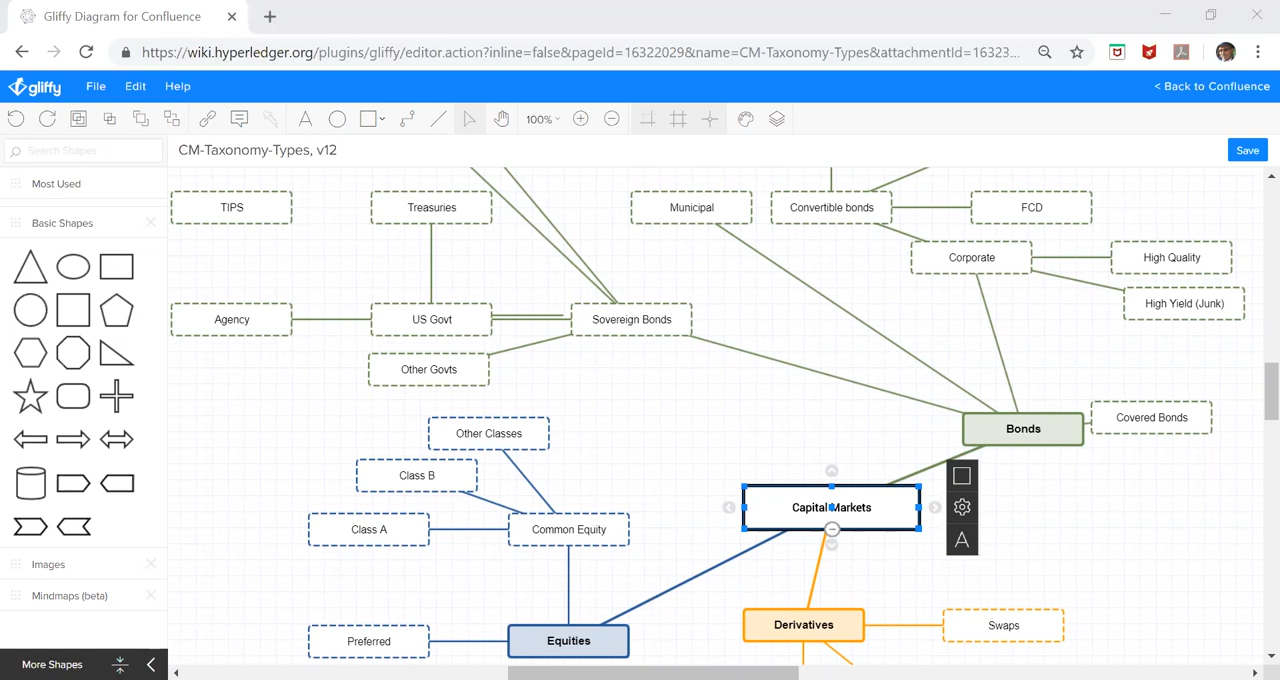 Gliffy Diagram for Confluence
https://wiki.hyperledger.org/plugins/gliffy/editor.action?inline=false&pageId=16322029&name=CM-Taxonomy-Types&attachmentId=16323...
gliffy
File
Edit
Help
< Back to Confluence
A
100%
Search Shapes
CM-Taxonomy-Types, v12
Save
Most Used
Basic Shapes
Images
Mindmaps (beta)
More Shapes
TIPS
Treasuries
Municipal
Convertible bonds
FCD
Corporate
High Quality
High Yield (Junk)
Agency
US Govt
Sovereign Bonds
Other Govts
Bonds
Covered Bonds
Other Classes
Class B
Capital Markets
Class A
Common Equity
A
Derivatives
Swaps
Preferred
Equities